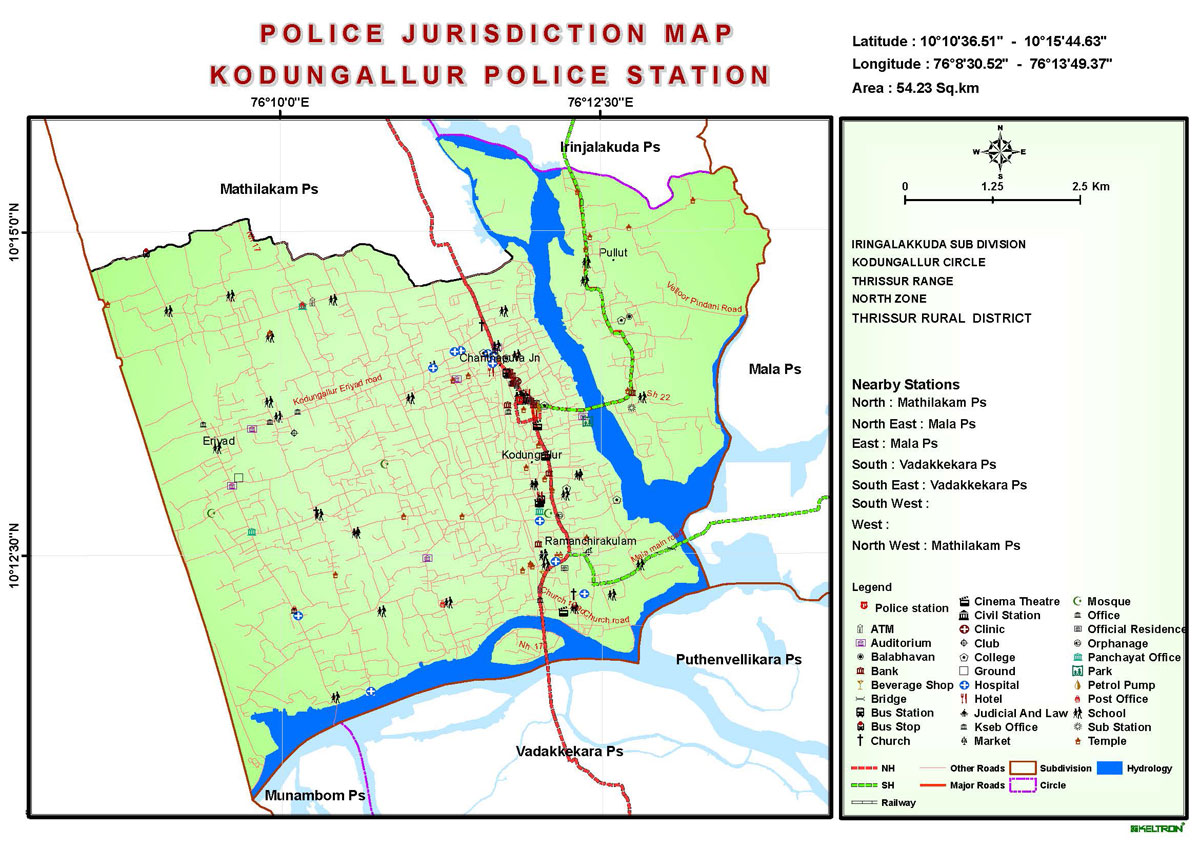 POLICE JURISDICTION MAP
KODUNGALLUR POLICE STATION
Latitude : 10°10'36.51" - 10°15'44.63"
Longitude : 76°8'30.52" - 76°13'49.37"
Area : 54.23 Sq.km
76°10'0"E
76°12'30"E
10°15'0"N
10°12'30"N
Irinjalakuda Ps
Mathilakam Ps
Nh 17
Pullut
Velloor Pindani Road
Mala Ps
Chanthapura Jn
Kodungallur Eriyad road
Sh 22
Eriyad
Kodungallur
Ramanchirakulam
Mala main road
Church road
Church road
Nh 17
Puthenvellikara Ps
Vadakkekara Ps
Munambom Ps
N
W
E
S
0
1.25
2.5 Km
IRINGALAKKUDA SUB DIVISION
KODUNGALLUR CIRCLE
THRISSUR RANGE
NORTH ZONE
THRISSUR RURAL DISTRICT
Nearby Stations
North : Mathilakam Ps
North East : Mala Ps
East : Mala Ps
South : Vadakkekara Ps
South East : Vadakkekara Ps
South West :
West :
North West : Mathilakam Ps
Legend
Police station
ATM
Auditorium
Balabhavan
Bank
Beverage Shop
Bridge
Bus Station
Bus Stop
Church
Cinema Theatre
Civil Station
Clinic
Club
College
Ground
Hospital
Hotel
Judicial And Law
Kseb Office
Market
Mosque
Office
Official Residence
Orphanage
Panchayat Office
Park
Petrol Pump
Post Office
School
Sub Station
Temple
NH
SH
Railway
Other Roads
Major Roads
Subdivision
Circle
Hydrology
KELTRON